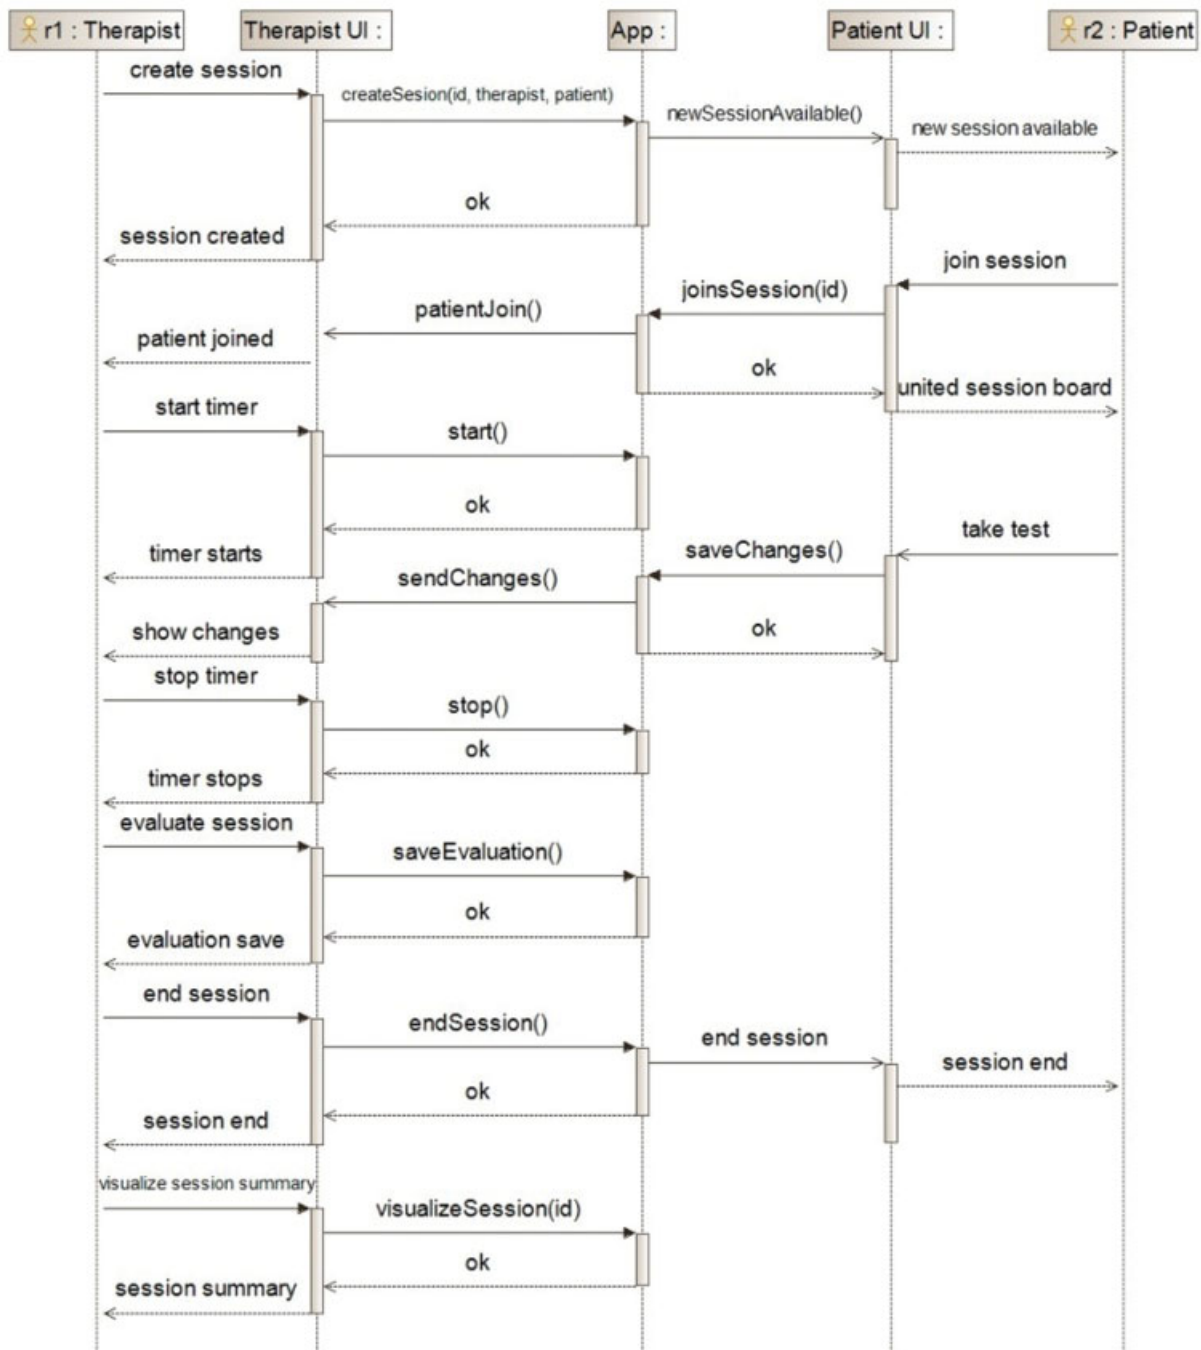 r1 : Therapist
Therapist UI :
App :
Patient UI :
r2 : Patient
create session
createSesion(id, therapist, patient)
newSessionAvailable()
new session available
ok
session created
join session
joinsSession(id)
patientJoin()
patient joined
ok
united session board
start timer
start()
ok
take test
timer starts
saveChanges()
sendChanges()
show changes
ok
stop timer
stop()
ok
timer stops
evaluate session
saveEvaluation()
ok
evaluation save
end session
endSession()
end session
session end
ok
session end
visualize session summary
visualizeSession(id)
ok
session summary